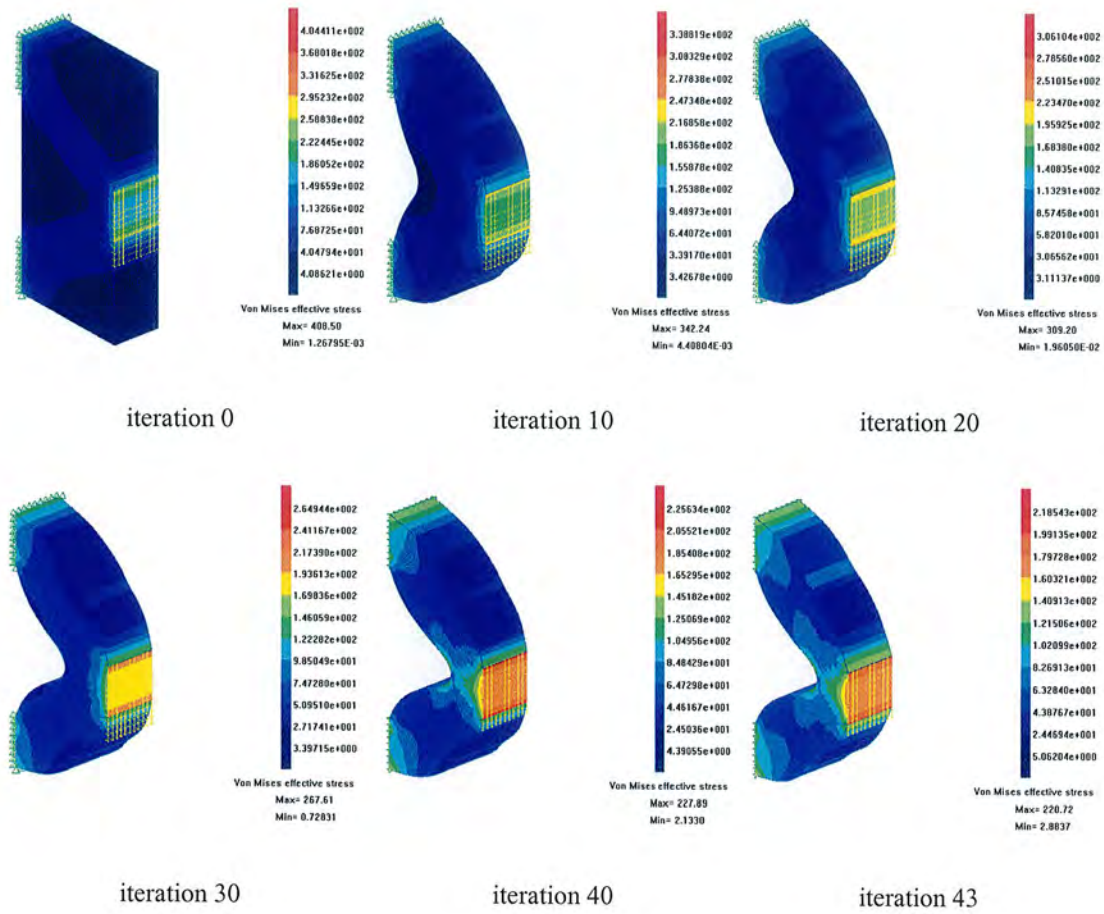 4.04411e+002
3.68018e+002
3.31625e+002
2.95232e+002
2.58838e+002
2.22445e+002
1.86052e+002
1.49659e+002
1.13266e+002
7.68725e+001
4.04794e+001
4.08621e+000
Von Mises effective stress
Max= 408.50
Min= 1.26795E-03
iteration 0
3.38819e+002
3.08329e+002
2.77838e+002
2.47348e+002
2.16858e+002
1.86368e+002
1.55878e+002
1.25388e+002
9.48973e+001
6.44072e+001
3.39170e+001
3.42678e+000
Von Mises effective stress
Max= 342.24
Min= 4.40804E-03
iteration 10
3.06104e+002
2.78560e+002
2.51015e+002
2.23470e+002
1.95925e+002
1.68380e+002
1.40835e+002
1.13291e+002
8.57458e+001
5.82010e+001
3.06562e+001
3.11137e+000
Von Mises effective stress
Max= 309.20
Min= 1.96050E-02
iteration 20
2.64944e+002
2.41167e+002
2.17390e+002
1.93613e+002
1.69836e+002
1.46059e+002
1.22282e+002
9.85049e+001
7.47280e+001
5.09510e+001
2.71741e+001
3.39715e+000
Von Mises effective stress
Max= 267.61
Min= 0.72831
iteration 30
2.25634e+002
2.05521e+002
1.85408e+002
1.65295e+002
1.45182e+002
1.25069e+002
1.04956e+002
8.48429e+001
6.47298e+001
4.46167e+001
2.45036e+001
4.39055e+000
Von Mises effective stress
Max= 227.89
Min= 2.1330
iteration 40
2.18543e+002
1.99135e+002
1.79728e+002
1.60321e+002
1.40913e+002
1.21506e+002
1.02099e+002
8.26913e+001
6.32840e+001
4.38767e+001
2.44694e+001
5.06204e+000
Von Mises effective stress
Max= 220.72
Min= 2.8837
iteration 43